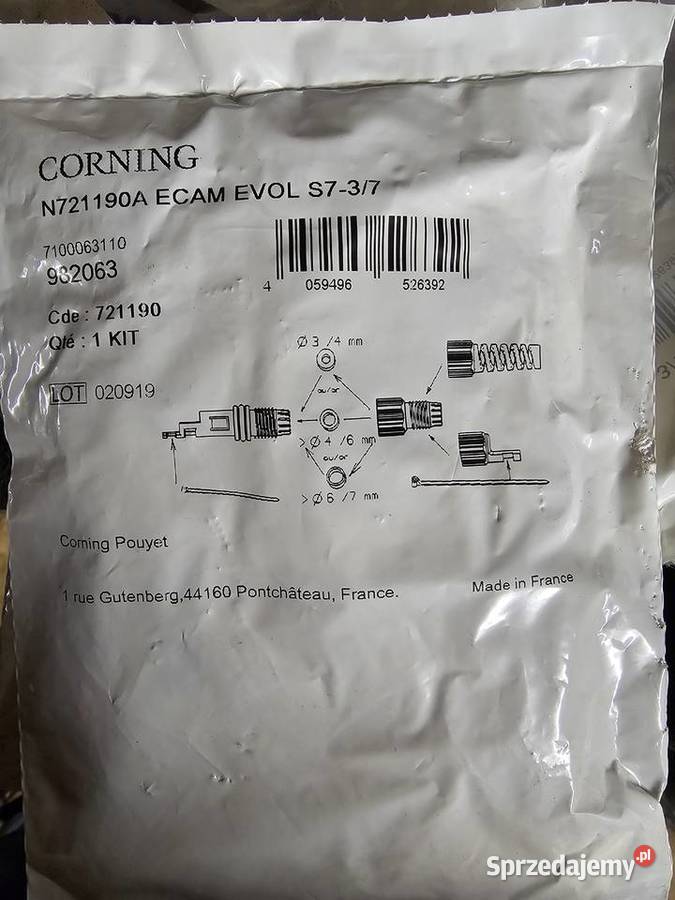 CORNING
N721190A ECAM EVOL S7-3/7
7100063110
982063
4 059496 526392
Cde : 721190
Qté : 1 KIT
LOT 020919
Ø 3 /4 mm
ou/or
>Ø 4 /6 mm
ou/or
>Ø 6 /7 mm
Corning Pouyet
1 rue Gutenberg,44160 Pontchâteau, France.
Made in France
Sprzedajemy.pl